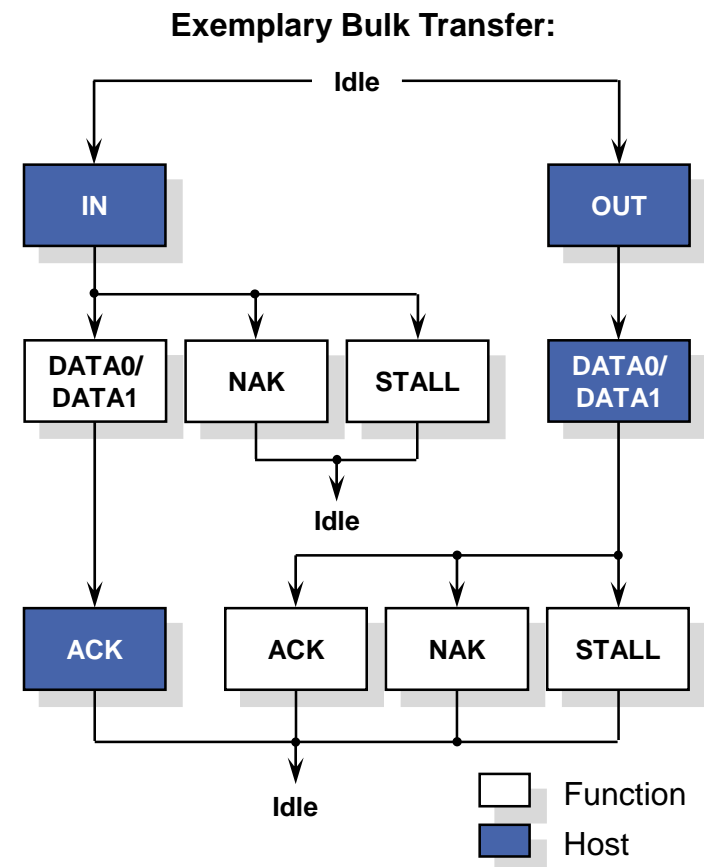 Exemplary Bulk Transfer:
Idle
IN
OUT
DATA0/
DATA1
NAK
STALL
DATA0/
DATA1
Idle
ACK
ACK
NAK
STALL
Idle
Function
Host